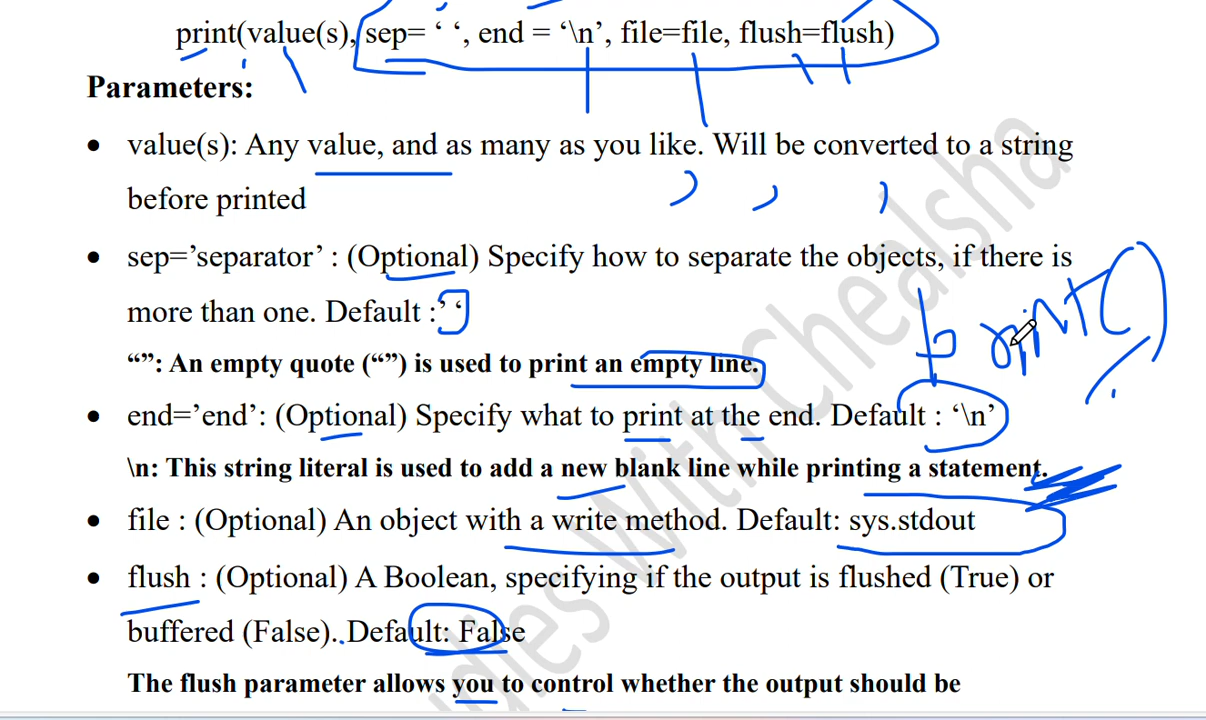 print(value(s), sep= ‘ ‘, end = ‘\n’, file=file, flush=flush)
Parameters:
• value(s): Any value, and as many as you like. Will be converted to a string
before printed
• sep=’separator’ : (Optional) Specify how to separate the objects, if there is
more than one. Default :’ ‘
print()
“”: An empty quote (“”) is used to print an empty line.
• end=’end’: (Optional) Specify what to print at the end. Default : ‘\n’
\n: This string literal is used to add a new blank line while printing a statement.
• file : (Optional) An object with a write method. Default: sys.stdout
• flush : (Optional) A Boolean, specifying if the output is flushed (True) or
buffered (False).. Default: False
The flush parameter allows you to control whether the output should be
dies With Chealsha